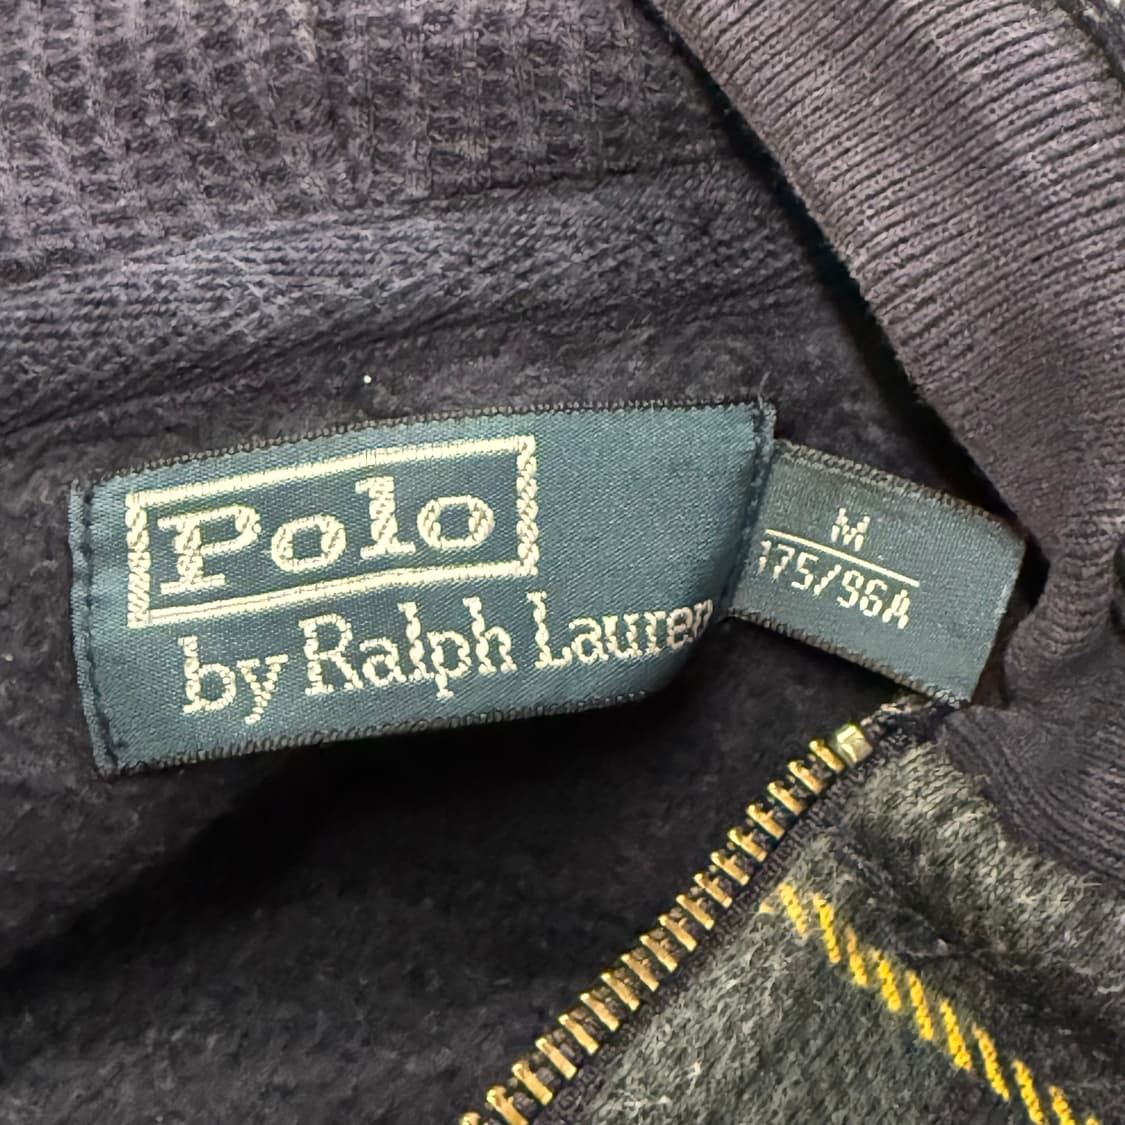 Polo
by Ralph Lauren
M
175/96A